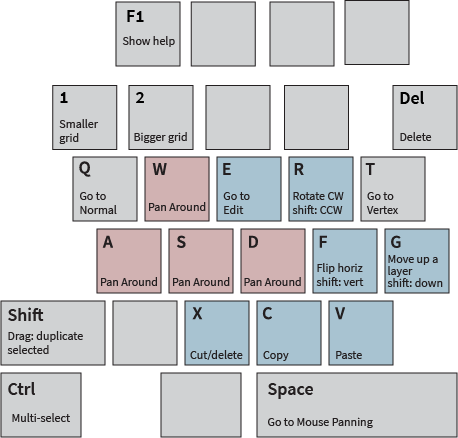 F1
Show help
1
Smaller
grid
2
Bigger grid
Del
Delete
Q
Go to
Normal
W
Pan Around
E
Go to
Edit
R
Rotate CW
shift: CCW
T
Go to
Vertex
A
Pan Around
S
Pan Around
D
Pan Around
F
Flip horiz
shift: vert
G
Move up a
layer
shift: down
Shift
Drag: duplicate
selected
X
Cut/delete
C
Copy
V
Paste
Ctrl
Multi-select
Space
Go to Mouse Panning